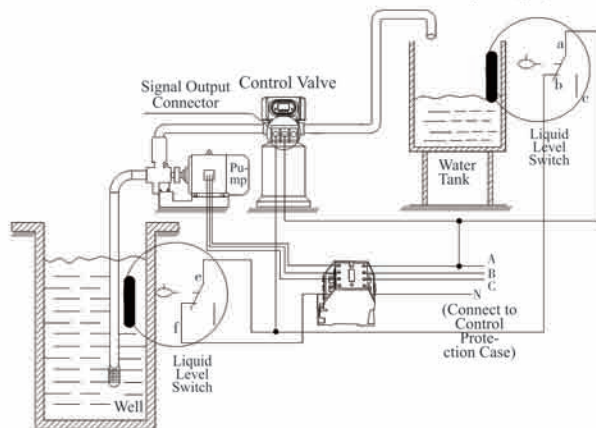 Signal Output
Connector
Control Valve
Pu-
mp
a
b
c
Liquid
Level
Switch
Water
Tank
e
f
Liquid
Level
Switch
Well
A
B
C
N
(Connect to
Control
Prote-
ction Case)